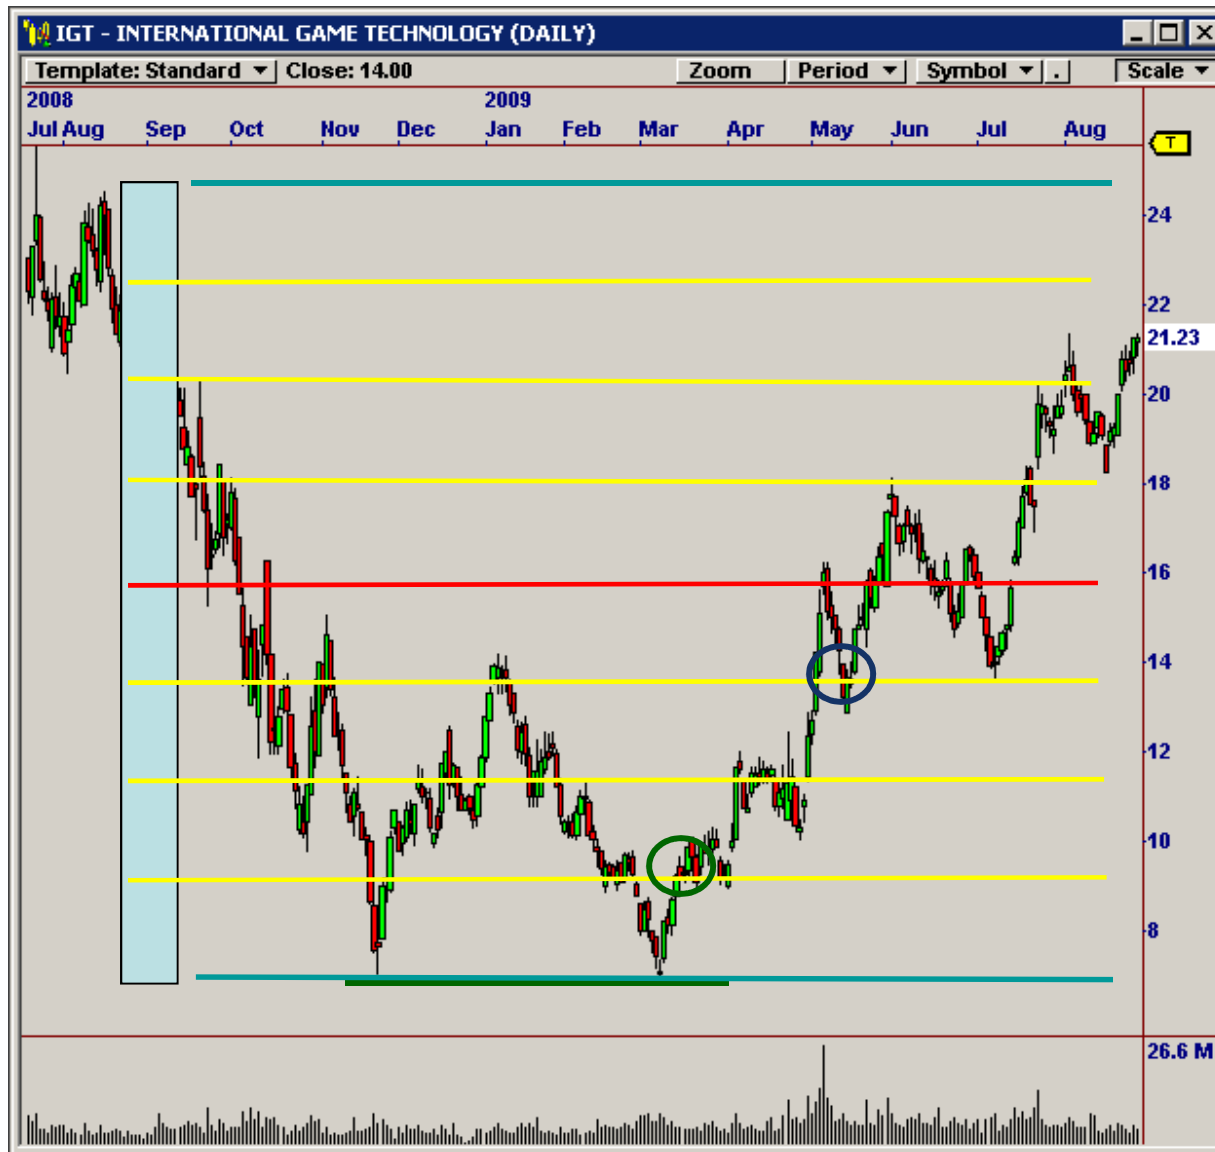 IGT - INTERNATIONAL GAME TECHNOLOGY (DAILY)
Template: Standard Close: 14.00 Zoom Period Symbol . Scale
2008 2009
Jul Aug Sep Oct Nov Dec Jan Feb Mar Apr May Jun Jul Aug
T
24
22
21.23
20
18
16
14
12
10
8
26.6 M